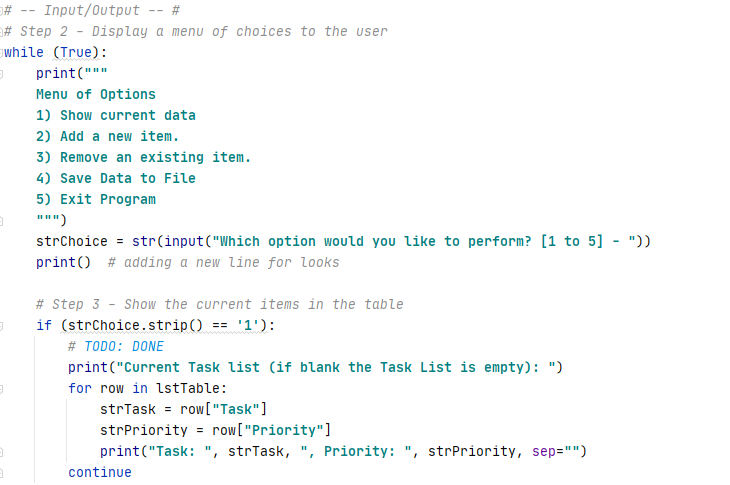 # -- Input/Output -- #
# Step 2 - Display a menu of choices to the user
while (True):
    print("""
    Menu of Options
    1) Show current data
    2) Add a new item.
    3) Remove an existing item.
    4) Save Data to File
    5) Exit Program
    """)
    strChoice = str(input("Which option would you like to perform? [1 to 5] - "))
    print()  # adding a new line for looks

    # Step 3 - Show the current items in the table
    if (strChoice.strip() == '1'):
        # TODO: DONE
        print("Current Task list (if blank the Task List is empty): ")
        for row in lstTable:
            strTask = row["Task"]
            strPriority = row["Priority"]
            print("Task: ", strTask, ", Priority: ", strPriority, sep="")
        continue